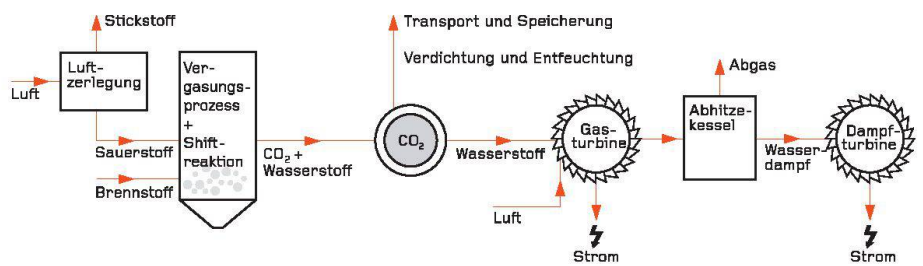 Stickstoff
Luft-
zerlegung
Luft
Sauerstoff
Brennstoff
Ver-
gasungs-
prozess
+
Shift-
reaktion
CO₂ +
Wasserstoff
Transport und Speicherung
Verdichtung und Entfeuchtung
CO₂
Wasserstoff
Luft
Gas-
turbine
Strom
Abgas
Abhitze-
kessel
Wasser-
dampf
Dampf-
turbine
Strom